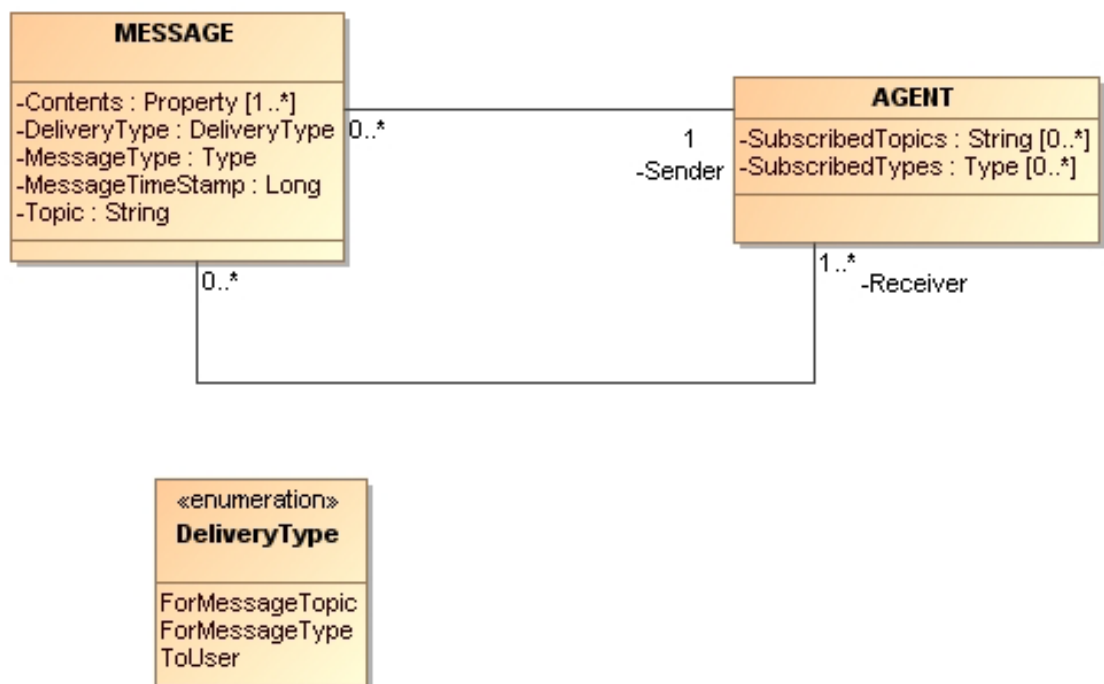 MESSAGE
-Contents : Property [1..*]
-DeliveryType : DeliveryType
-MessageType : Type
-MessageTimeStamp : Long
-Topic : String
0..*
1
-Sender
AGENT
-SubscribedTopics : String [0..*]
-SubscribedTypes : Type [0..*]
0..*
1..*
-Receiver
«enumeration»
DeliveryType
ForMessageTopic
ForMessageType
ToUser